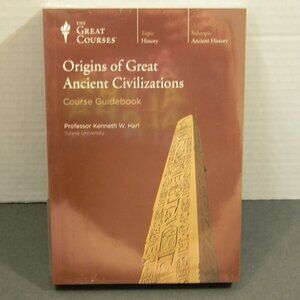 THE
GREAT
COURSES
Topic
History
Subtopic
Ancient History
Origins of Great
Ancient Civilizations
Course Guidebook
Professor Kenneth W. Harl
Tulane University